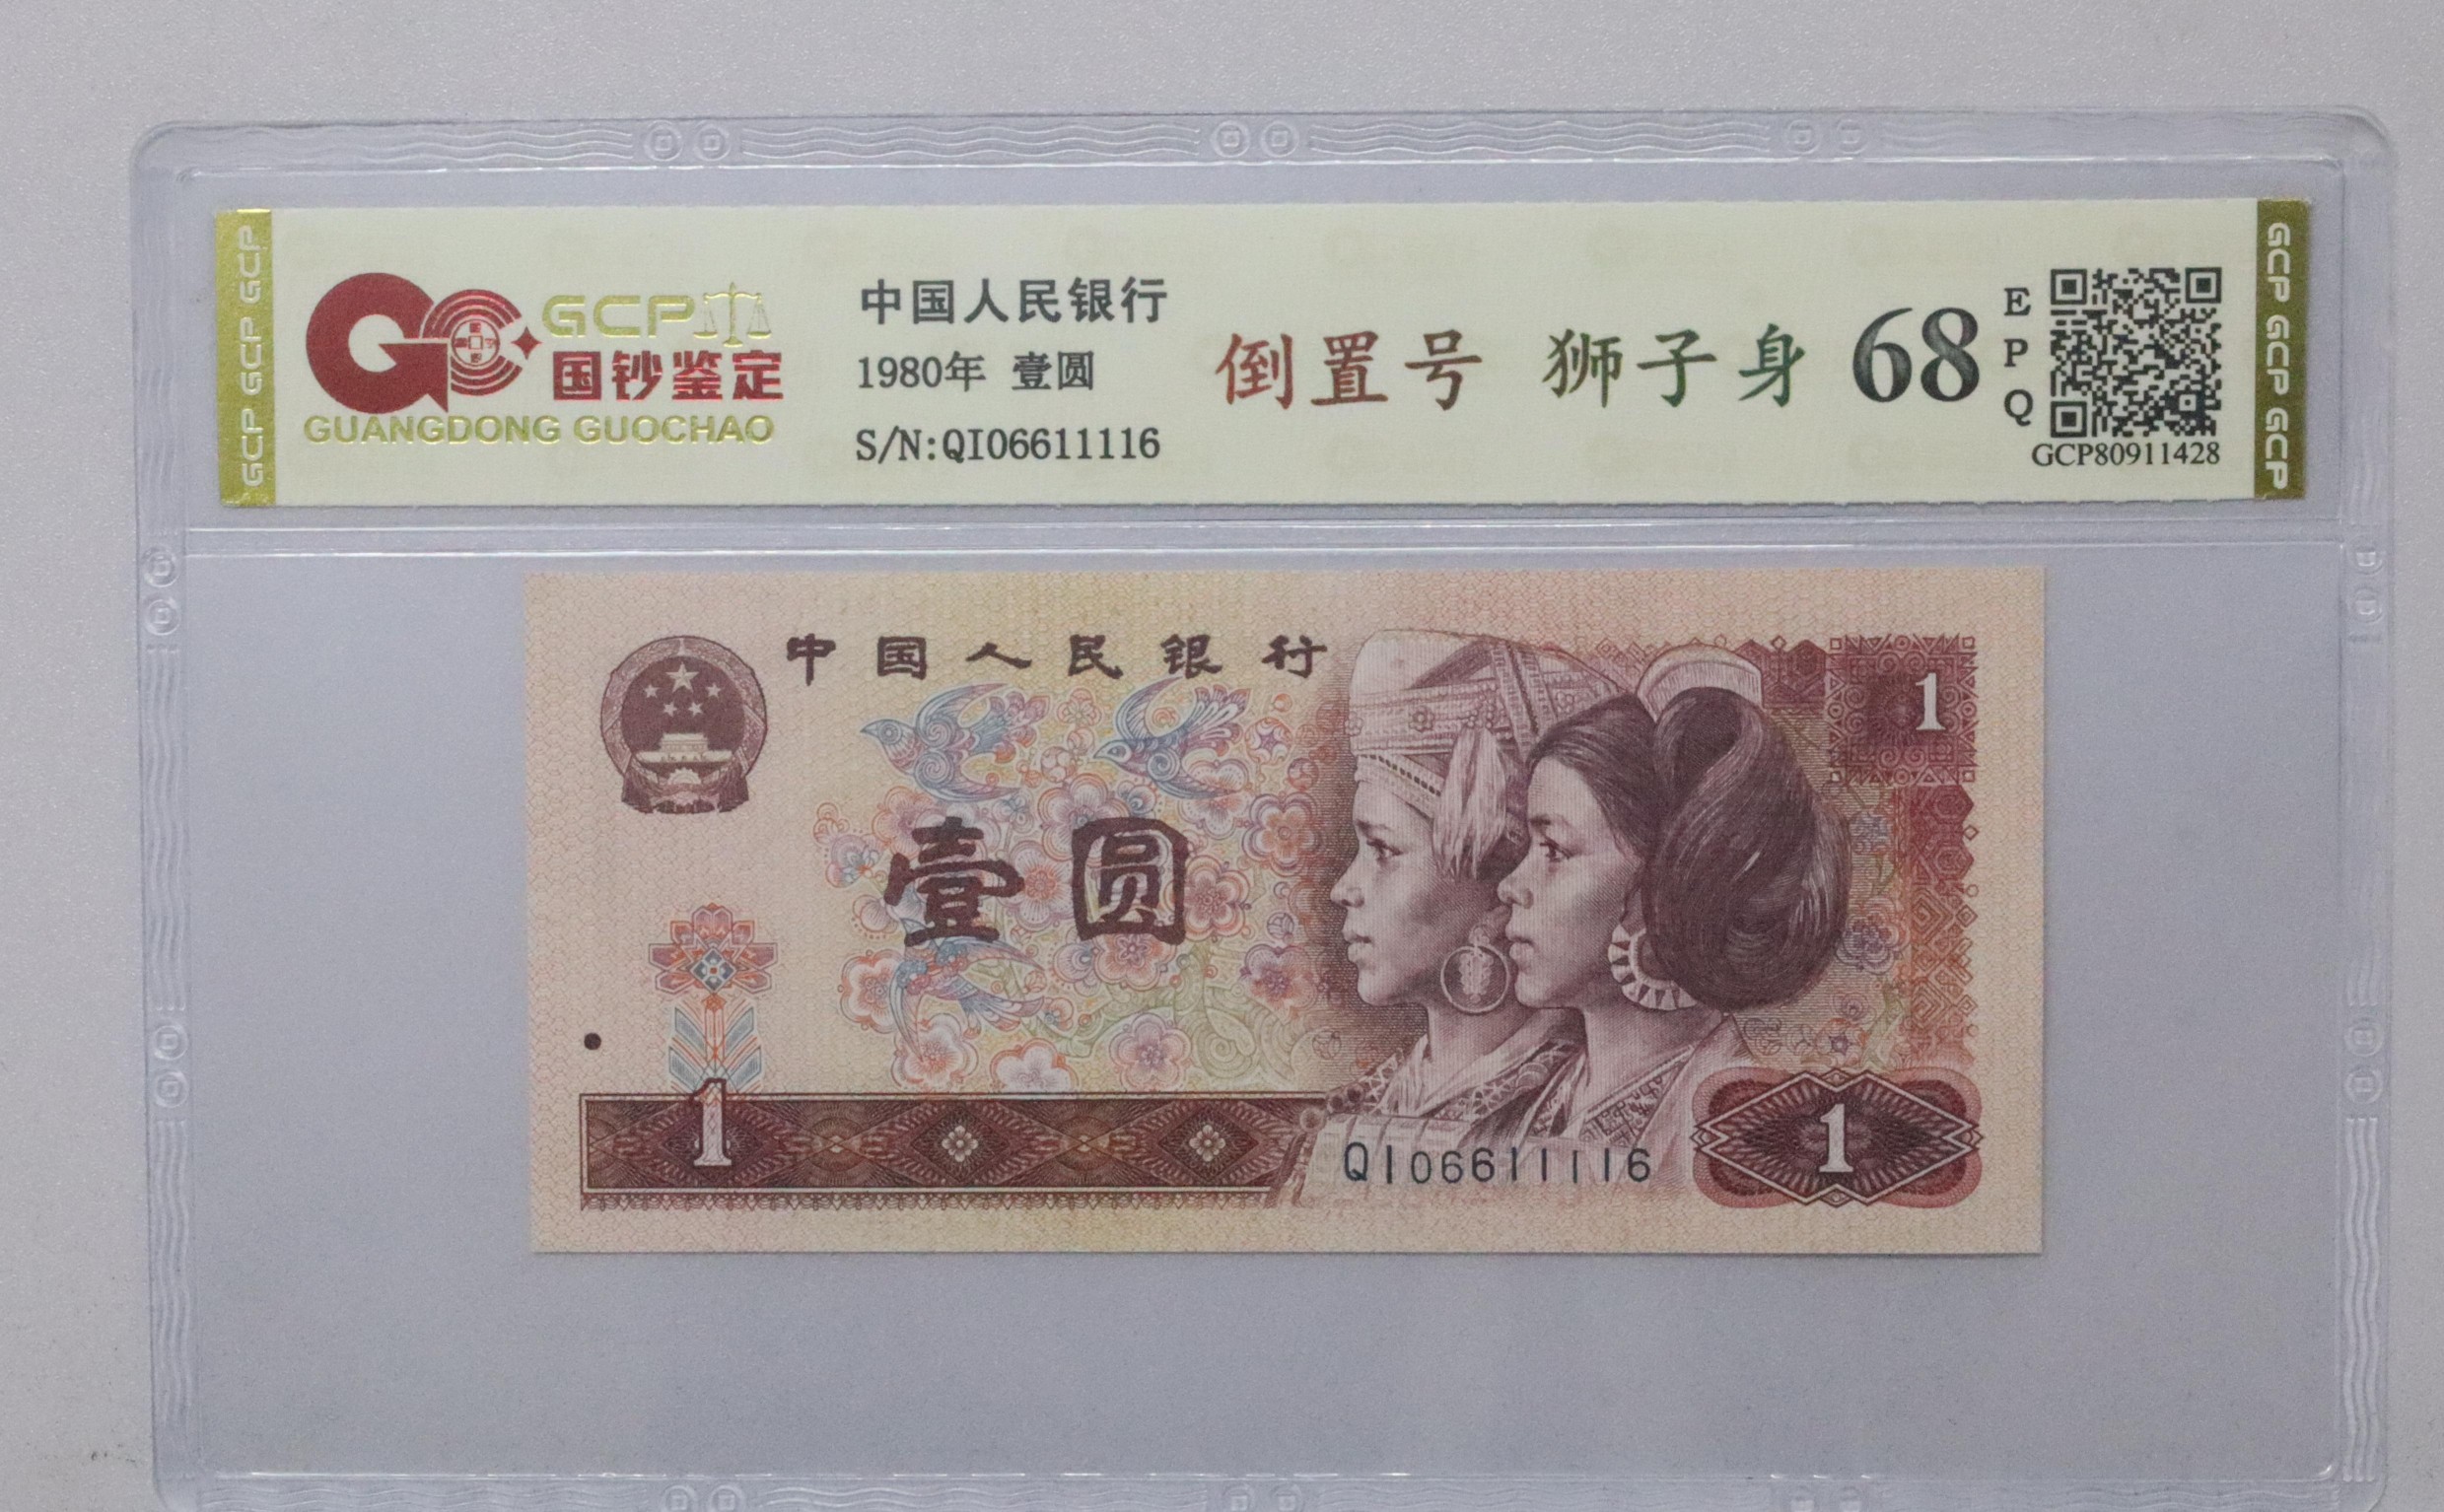 GCP GCP GCP
GCP
国钞鉴定
GUANGDONG GUOCHAO
中国人民银行
1980年 壹圆
S/N:QI06611116
倒置号 狮子身 68
EPQ
GCP80911428
GCP GCP GCP
中国人民银行
1
壹圆
1
QI06611116
1